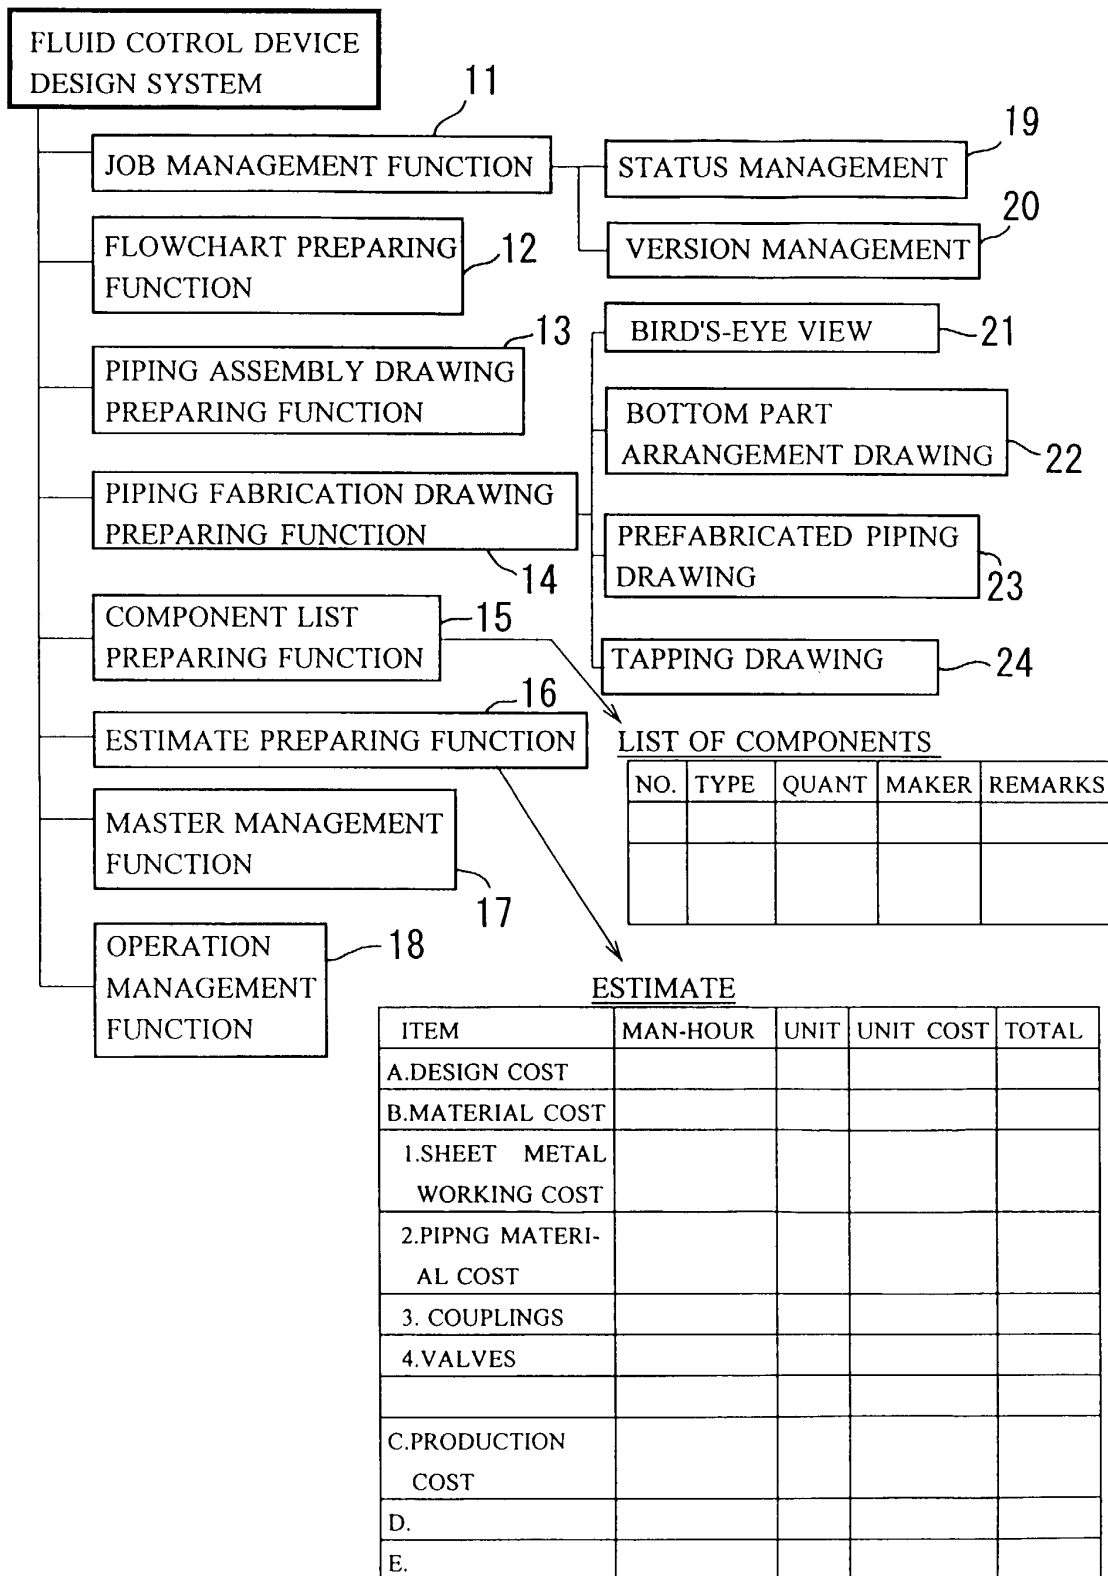 FLUID COTROL DEVICE
DESIGN SYSTEM
11
JOB MANAGEMENT FUNCTION
19
STATUS MANAGEMENT
20
VERSION MANAGEMENT
FLOWCHART PREPARING
FUNCTION
12
BIRD'S-EYE VIEW
21
13
PIPING ASSEMBLY DRAWING
PREPARING FUNCTION
BOTTOM PART
ARRANGEMENT DRAWING
22
PIPING FABRICATION DRAWING
PREPARING FUNCTION
14
PREFABRICATED PIPING
DRAWING
23
COMPONENT LIST
PREPARING FUNCTION
15
TAPPING DRAWING
24
16
ESTIMATE PREPARING FUNCTION
LIST OF COMPONENTS
NO. TYPE QUANT MAKER REMARKS
MASTER MANAGEMENT
FUNCTION
17
OPERATION
MANAGEMENT
FUNCTION
18
ESTIMATE
ITEM MAN-HOUR UNIT UNIT COST TOTAL
A.DESIGN COST
B.MATERIAL COST
1.SHEET METAL
WORKING COST
2.PIPNG MATERI-
AL COST
3. COUPLINGS
4.VALVES
C.PRODUCTION
COST
D.
E.